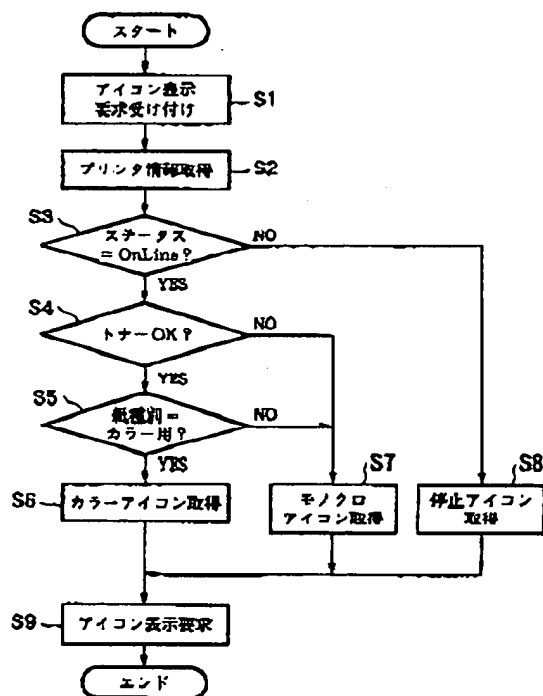 スタート
アイコン表示
要求受け付け
S1
プリンタ情報取得
S2
S3
ステータス
= OnLine?
NO
YES
S4
トナーOK?
NO
YES
S5
紙種別=
カラー用?
NO
YES
S6
カラーアイコン取得
S7
モノクロ
アイコン取得
S8
停止アイコン
取得
S9
アイコン表示要求
エンド